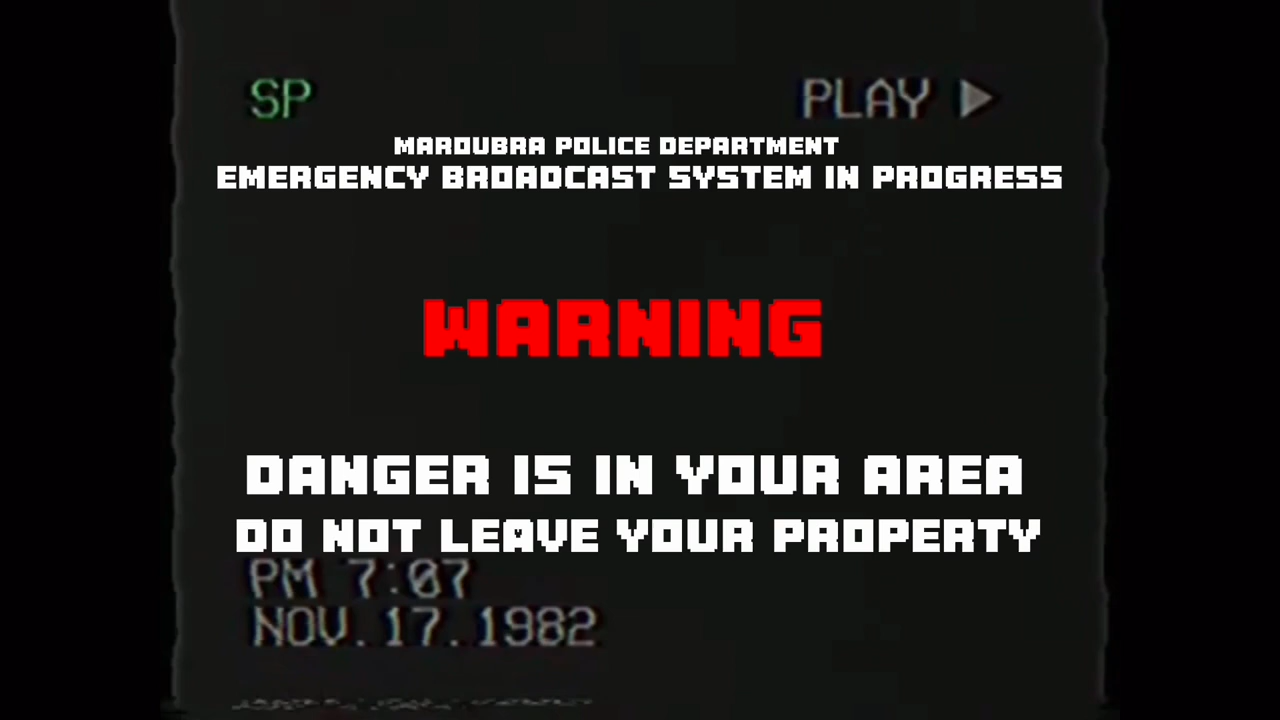 SP
PLAY ▶
MAROUBRA POLICE DEPARTMENT
EMERGENCY BROADCAST SYSTEM IN PROGRESS
WARNING
DANGER IS IN YOUR AREA
DO NOT LEAVE YOUR PROPERTY
PM 7:07
NOV.17.1982